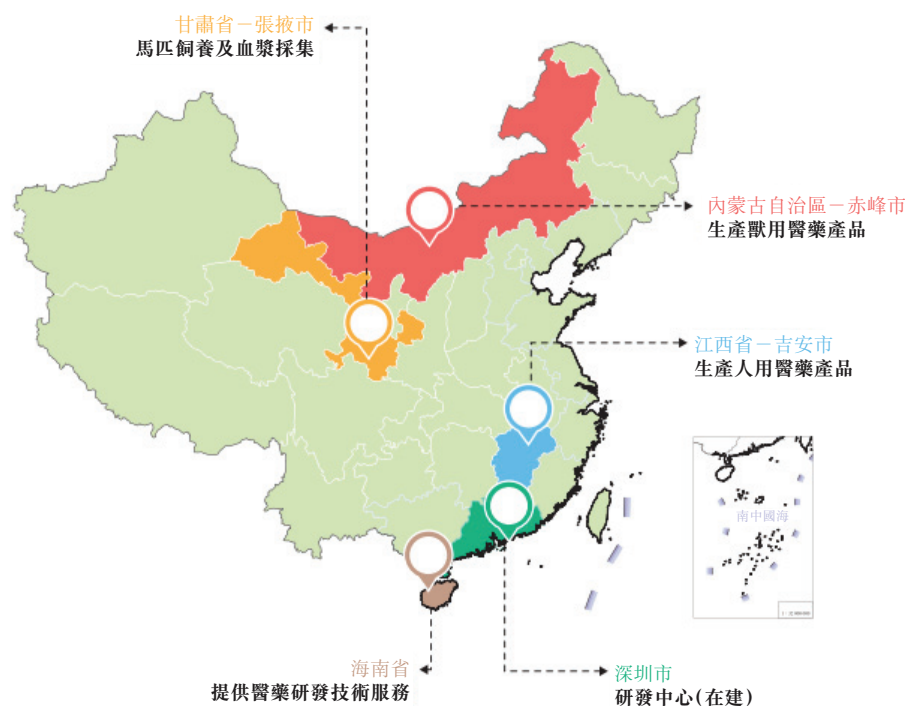 甘肅省－張掖市
馬匹飼養及血漿採集
內蒙古自治區－赤峰市
生產獸用醫藥產品
江西省－吉安市
生產人用醫藥產品
南中國海
海南省
提供醫藥研發技術服務
深圳市
研發中心(在建)